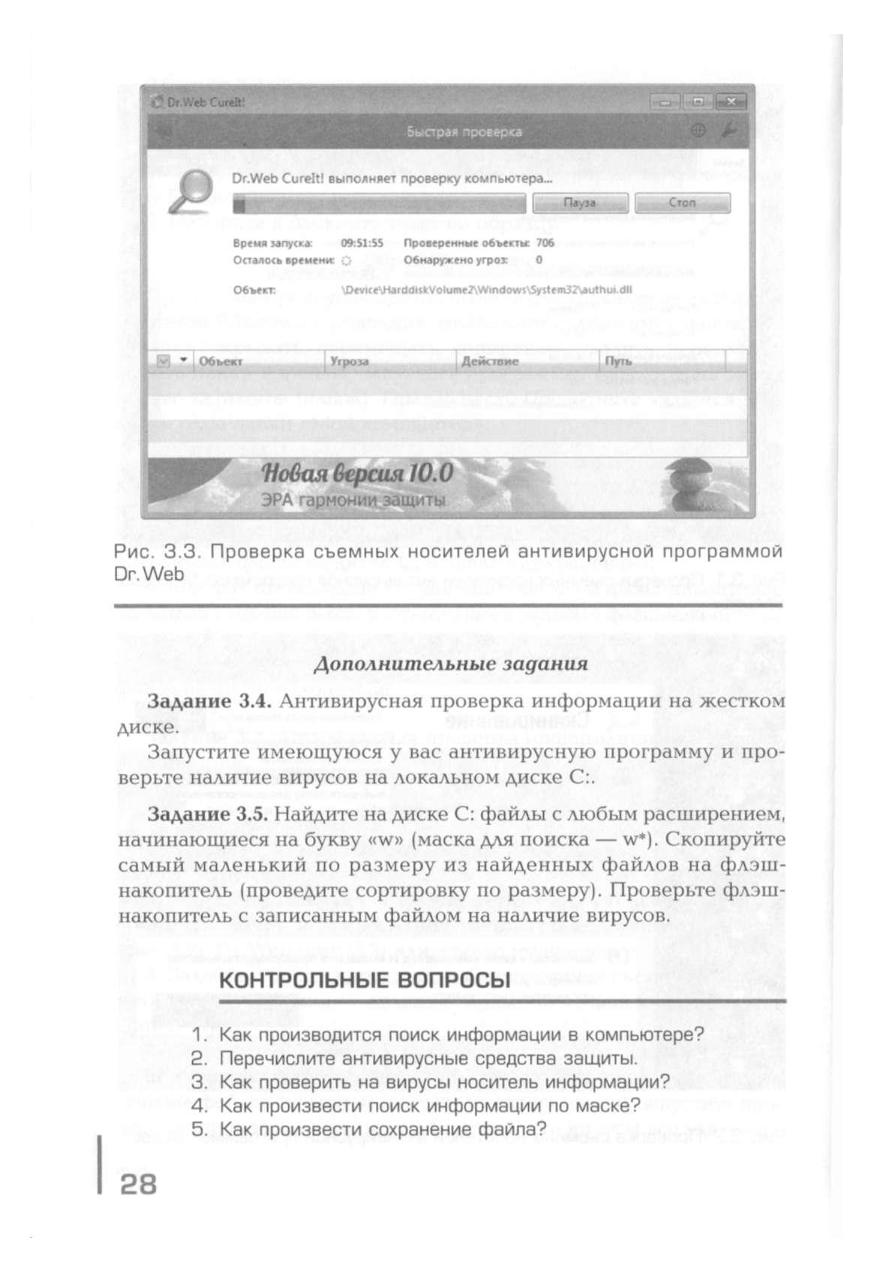 Dr.Web CureIt!
Быстрая проверка
Dr.Web CureIt! выполняет проверку компьютера...
Пауза Стоп
Время запуска: 09:51:55 Проверенные объекты: 706
Осталось времени: Обнаружено угроз: 0
Объект: \Device\HarddiskVolume2\Windows\System32\authui.dll
Объект Угроза Действие Путь
Новая версия 10.0
ЭРА гармонии защиты
Рис. 3.3. Проверка съемных носителей антивирусной программой
Dr.Web
Дополнительные задания
Задание 3.4. Антивирусная проверка информации на жестком
диске.
Запустите имеющуюся у вас антивирусную программу и про-
верьте наличие вирусов на локальном диске С:.
Задание 3.5. Найдите на диске С: файлы с любым расширением,
начинающиеся на букву «w» (маска для поиска — w*). Скопируйте
самый маленький по размеру из найденных файлов на флэш-
накопитель (проведите сортировку по размеру). Проверьте флэш-
накопитель с записанным файлом на наличие вирусов.
КОНТРОЛЬНЫЕ ВОПРОСЫ
1. Как производится поиск информации в компьютере?
2. Перечислите антивирусные средства защиты.
3. Как проверить на вирусы носитель информации?
4. Как произвести поиск информации по маске?
5. Как произвести сохранение файла?
28